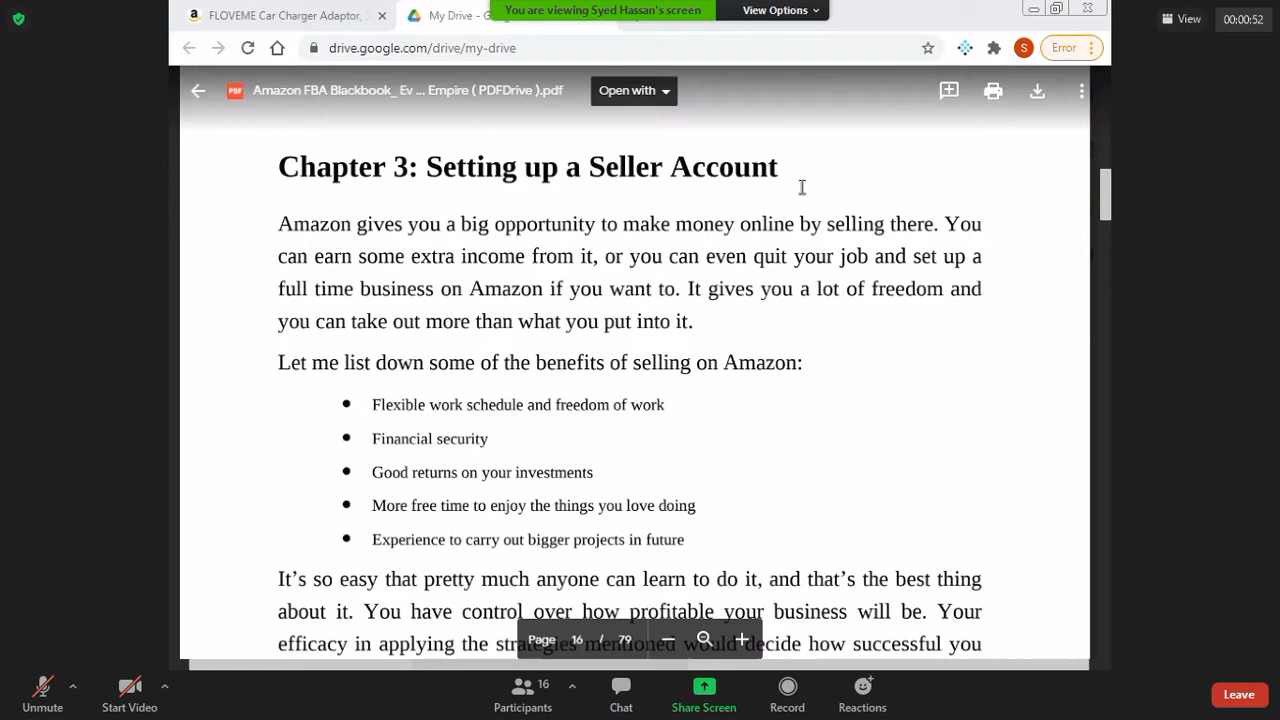 FLOVEME Car Charger Adaptor,
My Drive - G
You are viewing Syed Hassan's screen
View Options
View
00:00:52
drive.google.com/drive/my-drive
S
Error
PDF
Amazon FBA Blackbook_ Ev ... Empire ( PDFDrive ).pdf
Open with
Chapter 3: Setting up a Seller Account
Amazon gives you a big opportunity to make money online by selling there. You
can earn some extra income from it, or you can even quit your job and set up a
full time business on Amazon if you want to. It gives you a lot of freedom and
you can take out more than what you put into it.
Let me list down some of the benefits of selling on Amazon:
● Flexible work schedule and freedom of work
● Financial security
● Good returns on your investments
● More free time to enjoy the things you love doing
● Experience to carry out bigger projects in future
It's so easy that pretty much anyone can learn to do it, and that's the best thing
about it. You have control over how profitable your business will be. Your
efficacy in applying the strategies mentioned would decide how successful you
Page 16 / 79
Unmute
Start Video
16
Participants
Chat
Share Screen
Record
Reactions
Leave